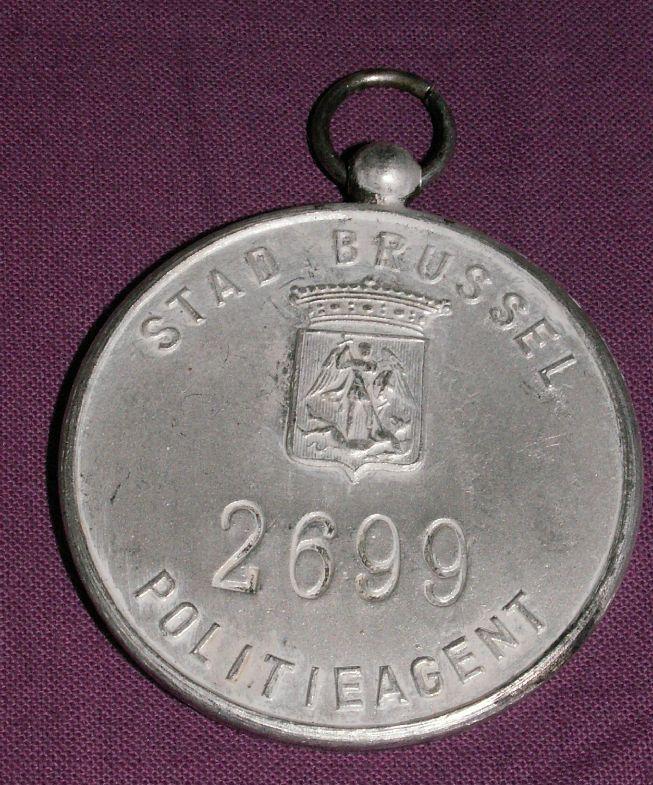 STAD BRUSSEL
2699
POLITIEAGENT